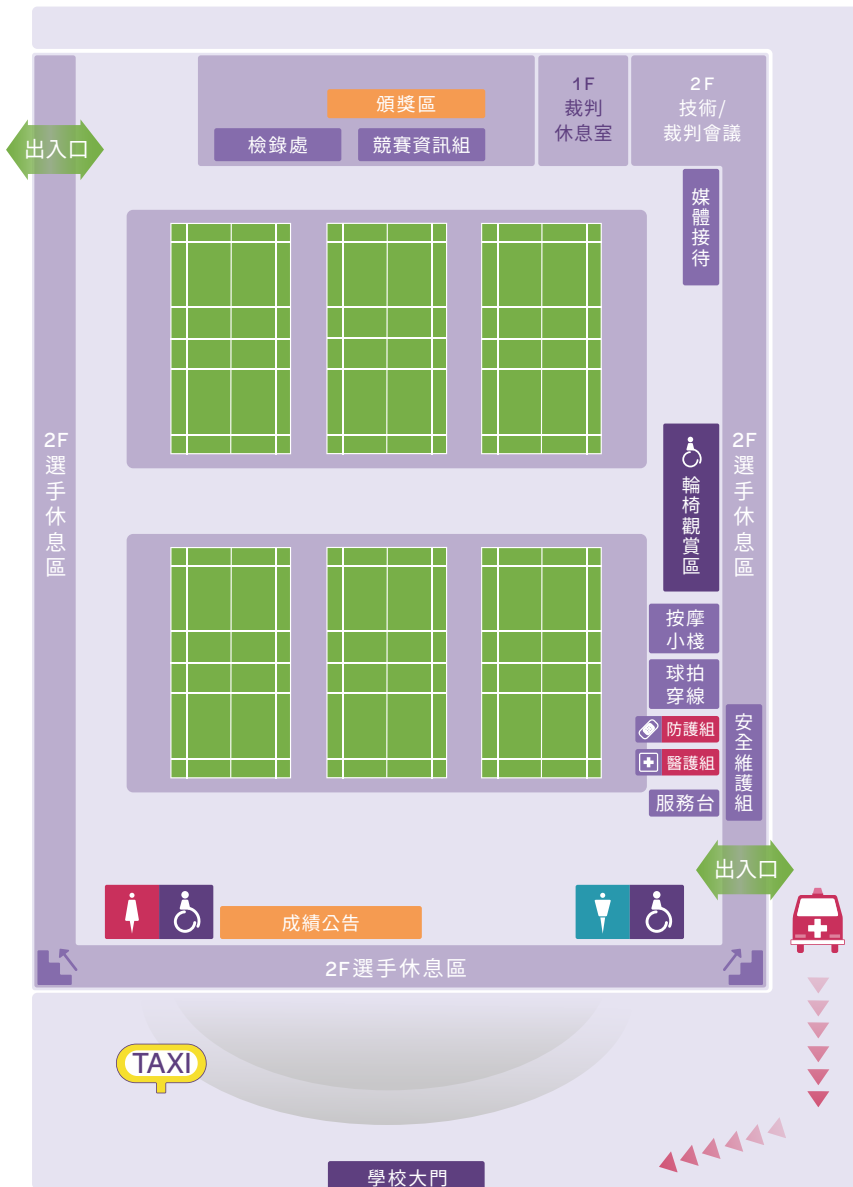 頒獎區
檢錄處
競賽資訊組
1F
裁判
休息室
2F
技術/
裁判會議
出入口
媒體接待
2F選手休息區
輪椅觀賞區
2F選手休息區
按摩
小棧
球拍
穿線
防護組
醫護組
服務台
安全維護組
出入口
成績公告
2F選手休息區
TAXI
學校大門